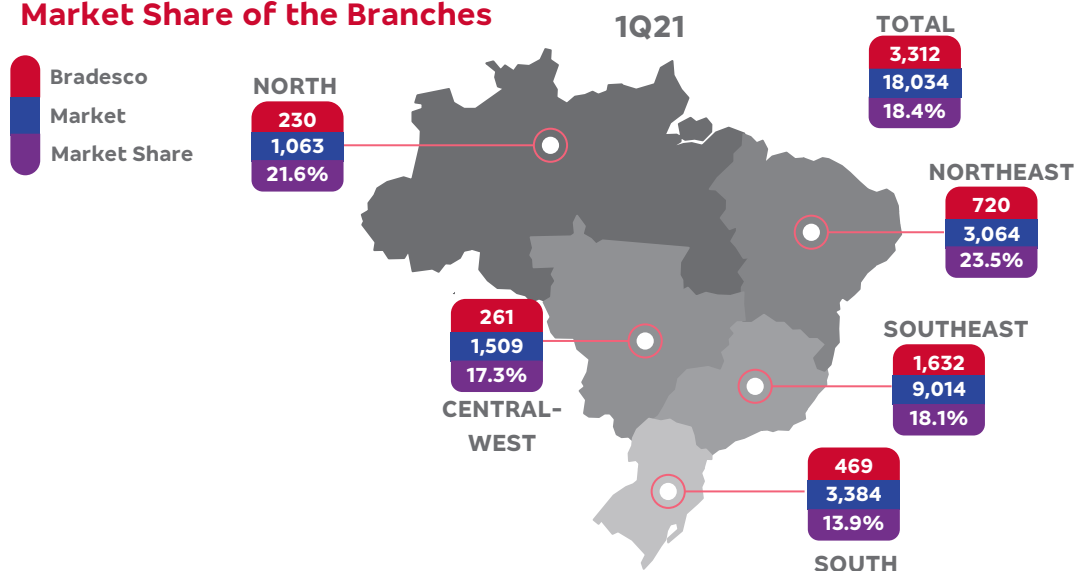 Market Share of the Branches
1Q21
Bradesco
Market
Market Share
TOTAL
3,312
18,034
18.4%
NORTH
230
1,063
21.6%
NORTHEAST
720
3,064
23.5%
261
1,509
17.3%
CENTRAL-
WEST
SOUTHEAST
1,632
9,014
18.1%
469
3,384
13.9%
SOUTH